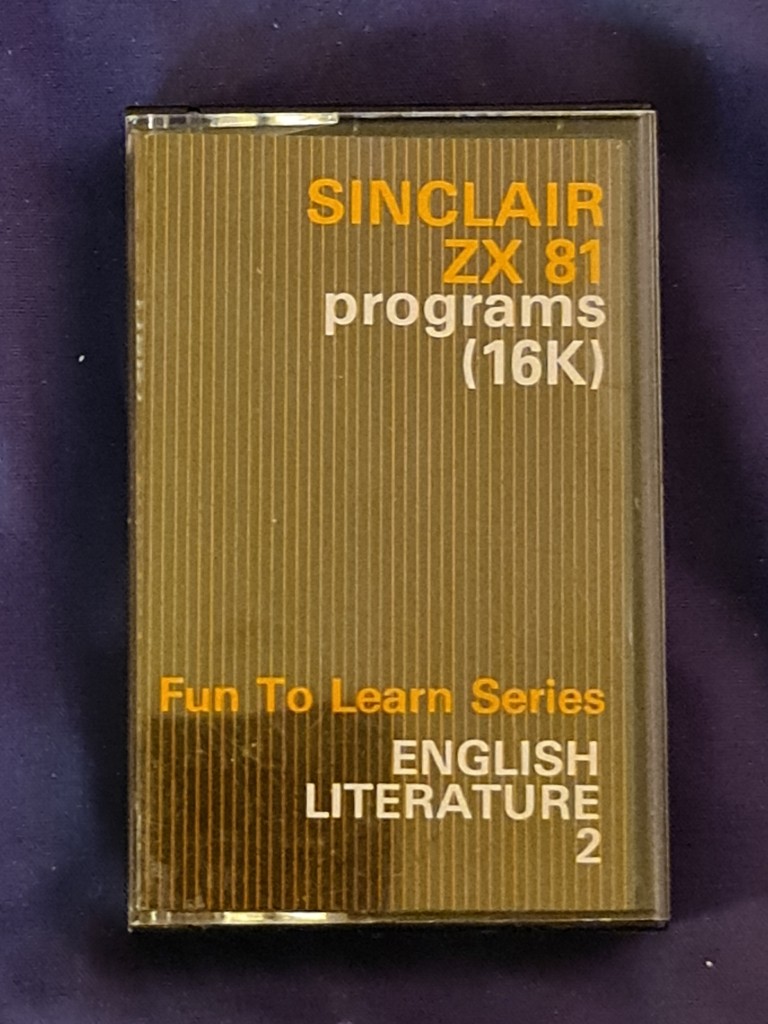 SINCLAIR
ZX 81
programs
(16K)
Fun To Learn Series
ENGLISH
LITERATURE
2